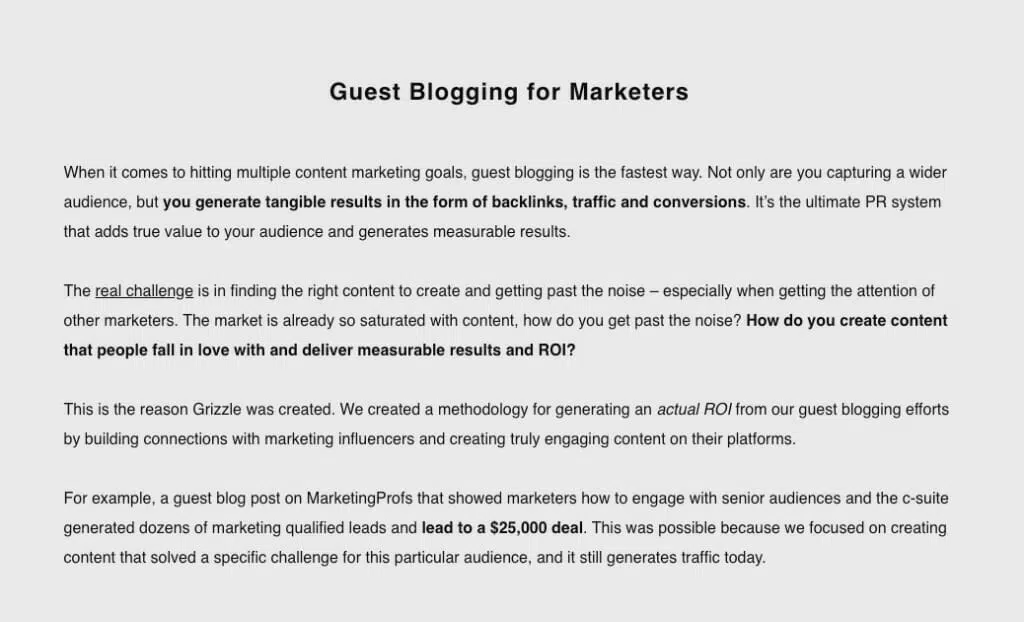 Guest Blogging for Marketers
When it comes to hitting multiple content marketing goals, guest blogging is the fastest way. Not only are you capturing a wider
audience, but you generate tangible results in the form of backlinks, traffic and conversions. It’s the ultimate PR system
that adds true value to your audience and generates measurable results.
The real challenge is in finding the right content to create and getting past the noise – especially when getting the attention of
other marketers. The market is already so saturated with content, how do you get past the noise? How do you create content
that people fall in love with and deliver measurable results and ROI?
This is the reason Grizzle was created. We created a methodology for generating an actual ROI from our guest blogging efforts
by building connections with marketing influencers and creating truly engaging content on their platforms.
For example, a guest blog post on MarketingProfs that showed marketers how to engage with senior audiences and the c-suite
generated dozens of marketing qualified leads and lead to a $25,000 deal. This was possible because we focused on creating
content that solved a specific challenge for this particular audience, and it still generates traffic today.